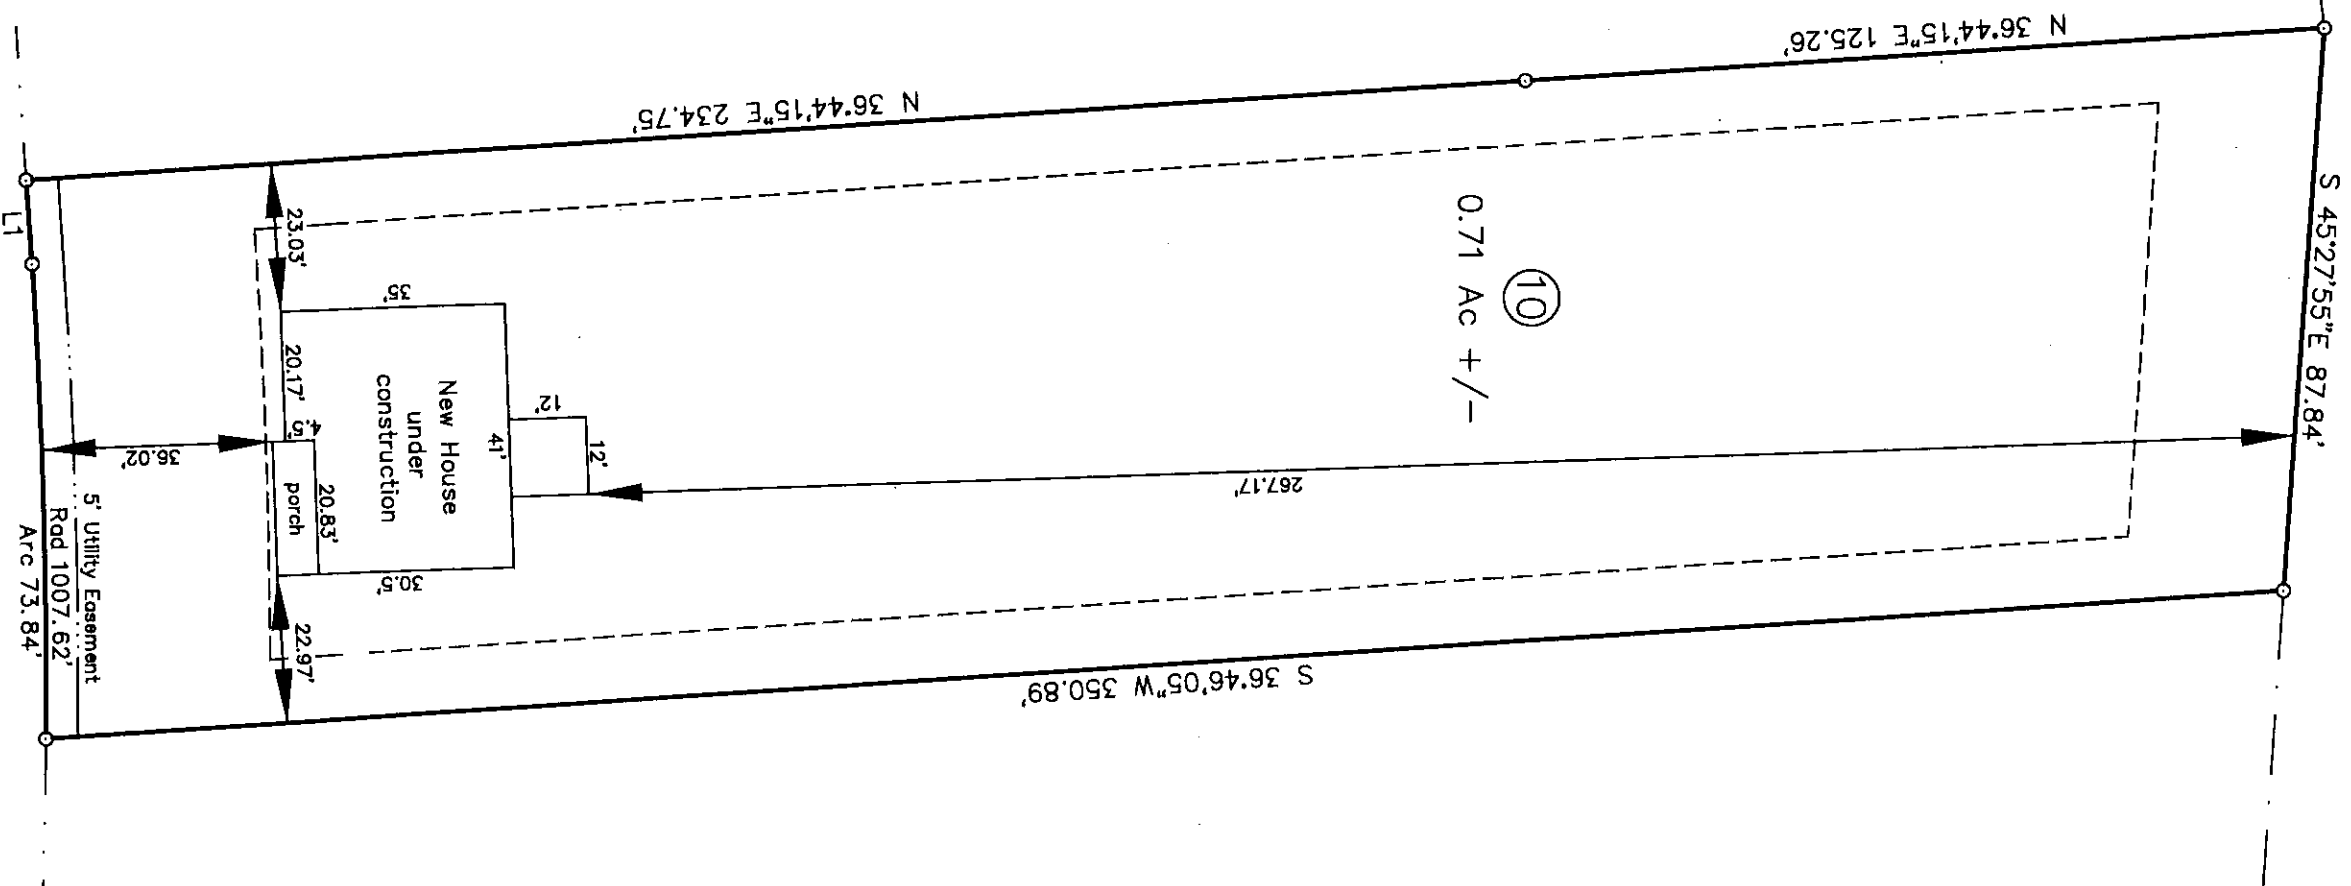 N 36°44'15"E 125.26'
N 36°44'15"E 234.75'
S 45°27'55"E 87.84'
10
0.71 Ac +/-
L1
23.03'
35'
20.17'
4.5'
New House
under
construction
41'
12'
12'
267.17'
36.02'
porch
20.83'
30.5'
22.97'
5' Utility Easement
Rad 1007.62'
Arc 73.84'
S 36°46'05"W 350.89'